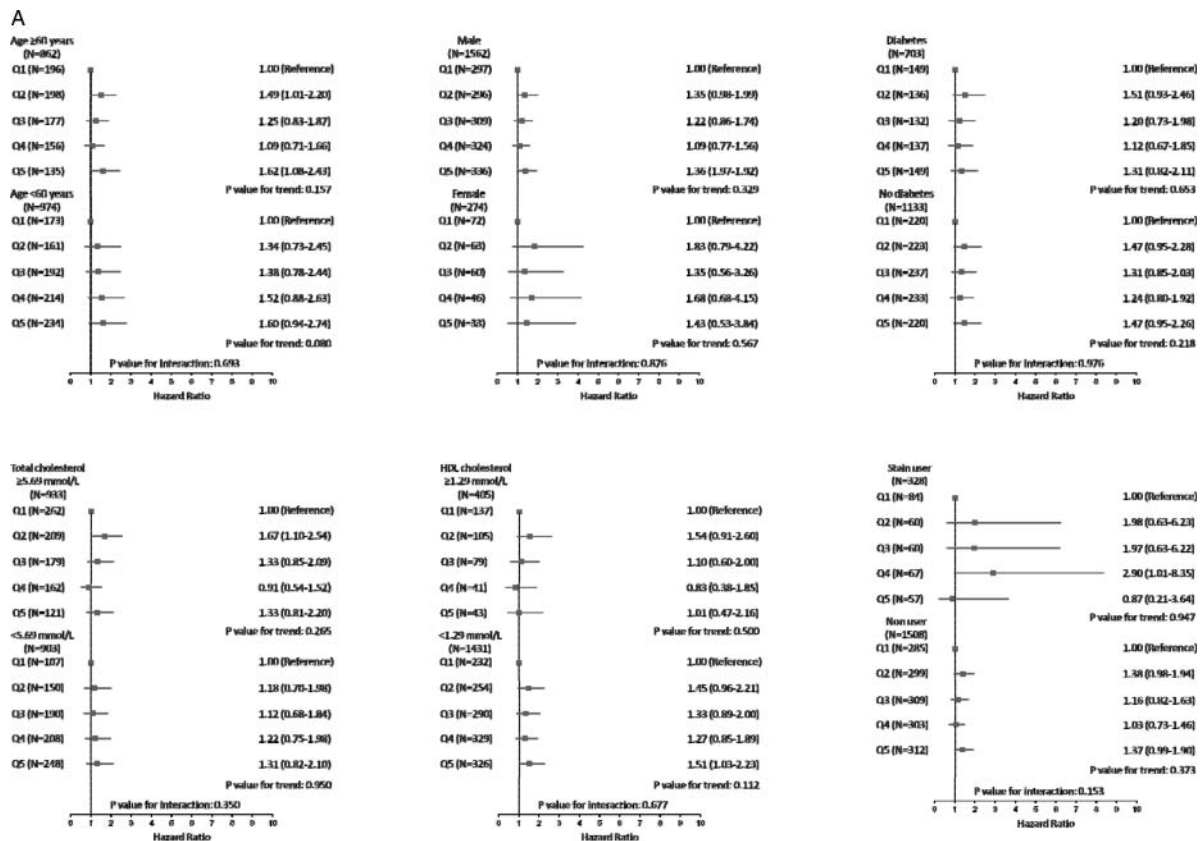 A
Age ≥60 years
(N=862)
Q1 (N=196) 1.00 (Reference)
Q2 (N=198) 1.49 (1.01-2.20)
Q3 (N=177) 1.25 (0.83-1.87)
Q4 (N=156) 1.09 (0.71-1.66)
Q5 (N=135) 1.62 (1.08-2.43)
P value for trend: 0.157
Age <60 years
(N=974)
Q1 (N=173) 1.00 (Reference)
Q2 (N=161) 1.34 (0.73-2.45)
Q3 (N=192) 1.38 (0.78-2.44)
Q4 (N=214) 1.52 (0.88-2.63)
Q5 (N=234) 1.60 (0.94-2.74)
P value for trend: 0.080
P value for interaction: 0.693
0 1 2 3 4 5 6 7 8 9 10
Hazard Ratio
Male
(N=1562)
Q1 (N=297) 1.00 (Reference)
Q2 (N=296) 1.35 (0.98-1.99)
Q3 (N=309) 1.22 (0.86-1.74)
Q4 (N=324) 1.09 (0.77-1.56)
Q5 (N=336) 1.36 (1.97-1.92)
P value for trend: 0.329
Female
(N=274)
Q1 (N=72) 1.00 (Reference)
Q2 (N=63) 1.83 (0.79-4.22)
Q3 (N=60) 1.35 (0.56-3.26)
Q4 (N=46) 1.68 (0.68-4.15)
Q5 (N=33) 1.43 (0.53-3.84)
P value for trend: 0.567
P value for interaction: 0.876
0 1 2 3 4 5 6 7 8 9 10
Hazard Ratio
Diabetes
(N=703)
Q1 (N=149) 1.00 (Reference)
Q2 (N=136) 1.51 (0.93-2.46)
Q3 (N=132) 1.20 (0.73-1.98)
Q4 (N=137) 1.12 (0.67-1.85)
Q5 (N=149) 1.31 (0.82-2.11)
P value for trend: 0.653
No diabetes
(N=1133)
Q1 (N=220) 1.00 (Reference)
Q2 (N=223) 1.47 (0.95-2.28)
Q3 (N=237) 1.31 (0.85-2.03)
Q4 (N=233) 1.24 (0.80-1.92)
Q5 (N=220) 1.47 (0.95-2.26)
P value for trend: 0.218
P value for interaction: 0.976
0 1 2 3 4 5 6 7 8 9 10
Hazard Ratio
Total cholesterol
≥5.69 mmol/L
(N=933)
Q1 (N=262) 1.00 (Reference)
Q2 (N=209) 1.67 (1.10-2.54)
Q3 (N=179) 1.33 (0.85-2.09)
Q4 (N=162) 0.91 (0.54-1.52)
Q5 (N=121) 1.33 (0.81-2.20)
P value for trend: 0.265
<5.69 mmol/L
(N=903)
Q1 (N=107) 1.00 (Reference)
Q2 (N=150) 1.18 (0.70-1.98)
Q3 (N=190) 1.12 (0.68-1.84)
Q4 (N=208) 1.22 (0.75-1.98)
Q5 (N=248) 1.31 (0.82-2.10)
P value for trend: 0.950
P value for interaction: 0.350
0 1 2 3 4 5 6 7 8 9 10
Hazard Ratio
HDL cholesterol
≥1.29 mmol/L
(N=405)
Q1 (N=137) 1.00 (Reference)
Q2 (N=105) 1.54 (0.91-2.60)
Q3 (N=79) 1.10 (0.60-2.00)
Q4 (N=41) 0.83 (0.38-1.85)
Q5 (N=43) 1.01 (0.47-2.16)
P value for trend: 0.500
<1.29 mmol/L
(N=1431)
Q1 (N=232) 1.00 (Reference)
Q2 (N=254) 1.45 (0.96-2.21)
Q3 (N=290) 1.33 (0.89-2.00)
Q4 (N=329) 1.27 (0.85-1.89)
Q5 (N=326) 1.51 (1.03-2.23)
P value for trend: 0.112
P value for interaction: 0.677
0 1 2 3 4 5 6 7 8 9 10
Hazard Ratio
Stain user
(N=328)
Q1 (N=84) 1.00 (Reference)
Q2 (N=60) 1.98 (0.63-6.23)
Q3 (N=60) 1.97 (0.63-6.22)
Q4 (N=67) 2.90 (1.01-8.35)
Q5 (N=57) 0.87 (0.21-3.64)
P value for trend: 0.947
Non user
(N=1508)
Q1 (N=285) 1.00 (Reference)
Q2 (N=299) 1.38 (0.98-1.94)
Q3 (N=309) 1.16 (0.82-1.63)
Q4 (N=303) 1.03 (0.73-1.46)
Q5 (N=312) 1.37 (0.99-1.90)
P value for trend: 0.373
P value for interaction: 0.153
0 1 2 3 4 5 6 7 8 9 10
Hazard Ratio